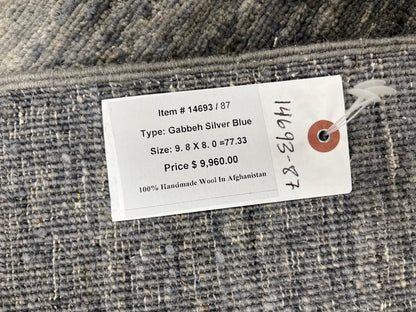 Item # 14693 / 87
Type: Gabbeh Silver Blue
Size: 9. 8 X 8. 0 =77.33
Price $ 9,960.00
100% Handmade Wool In Afghanistan
14693-87